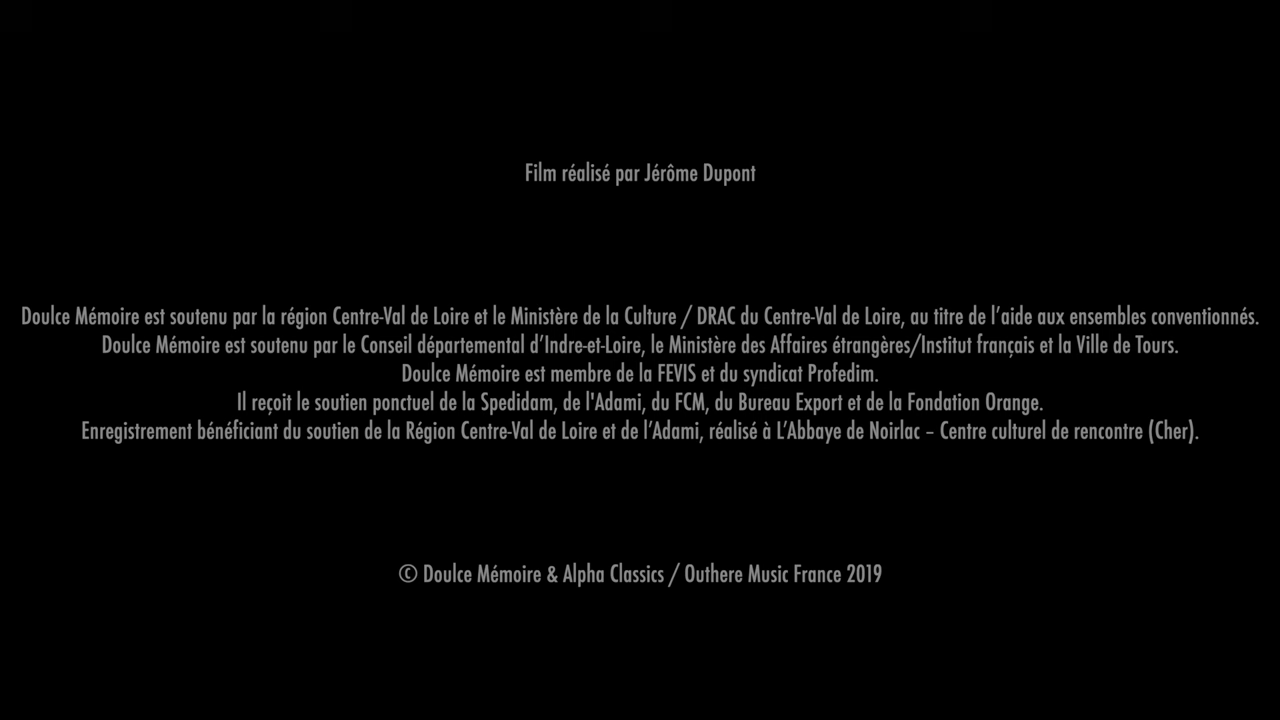 Film réalisé par Jérôme Dupont
Doulce Mémoire est soutenu par la région Centre-Val de Loire et le Ministère de la Culture / DRAC du Centre-Val de Loire, au titre de l’aide aux ensembles conventionnés.
Doulce Mémoire est soutenu par le Conseil départemental d’Indre-et-Loire, le Ministère des Affaires étrangères/Institut français et la Ville de Tours.
Doulce Mémoire est membre de la FEVIS et du syndicat Profedim.
Il reçoit le soutien ponctuel de la Spedidam, de l'Adami, du FCM, du Bureau Export et de la Fondation Orange.
Enregistrement bénéficiant du soutien de la Région Centre-Val de Loire et de l’Adami, réalisé à L’Abbaye de Noirlac – Centre culturel de rencontre (Cher).
© Doulce Mémoire & Alpha Classics / Outhere Music France 2019